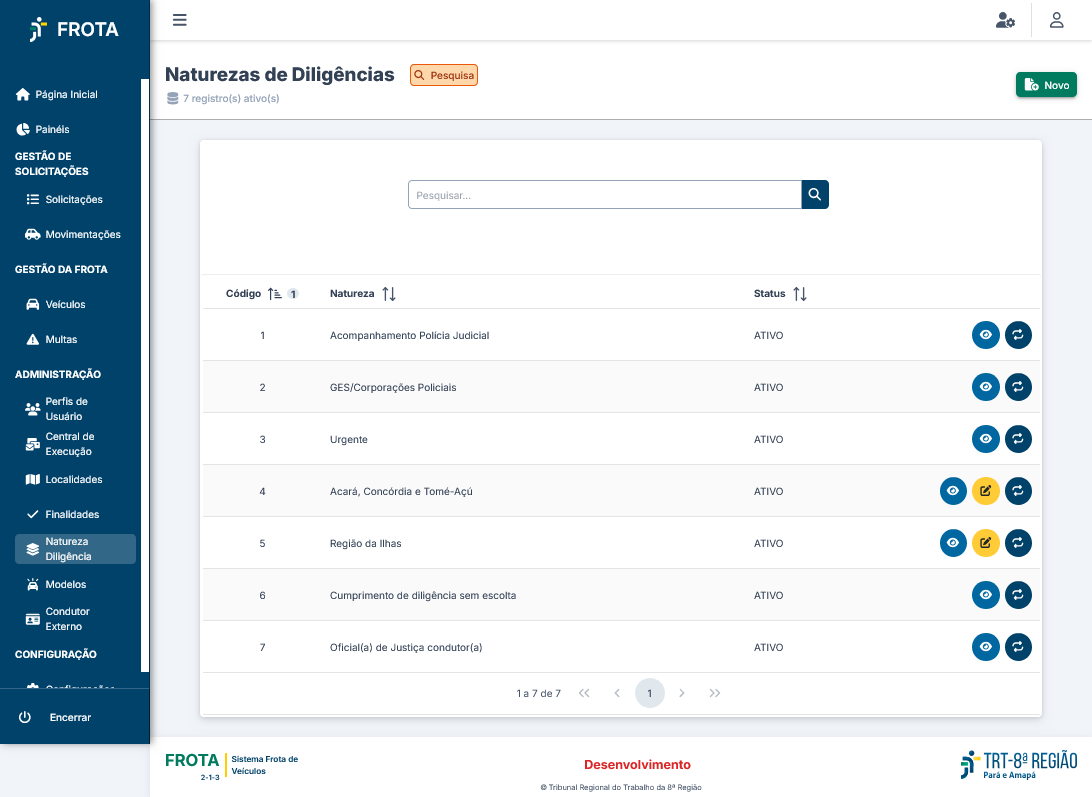 FROTA
Página Inicial
Painéis
GESTÃO DE
SOLICITAÇÕES
Solicitações
Movimentações
GESTÃO DA FROTA
Veículos
Multas
ADMINISTRAÇÃO
Perfis de
Usuário
Central de
Execução
Localidades
Finalidades
Natureza
Diligência
Modelos
Condutor
Externo
CONFIGURAÇÃO
Configurações
Encerrar
Naturezas de Diligências Pesquisa
7 registro(s) ativo(s)
Novo
Pesquisar...
Código 1 Natureza Status
1 Acompanhamento Polícia Judicial ATIVO
2 GES/Corporações Policiais ATIVO
3 Urgente ATIVO
4 Acará, Concórdia e Tomé-Açú ATIVO
5 Região da Ilhas ATIVO
6 Cumprimento de diligência sem escolta ATIVO
7 Oficial(a) de Justiça condutor(a) ATIVO
1 a 7 de 7 1
FROTA
2-1-3
Sistema Frota de
Veículos
Desenvolvimento
© Tribunal Regional do Trabalho da 8ª Região
TRT-8ª REGIÃO
Pará e Amapá